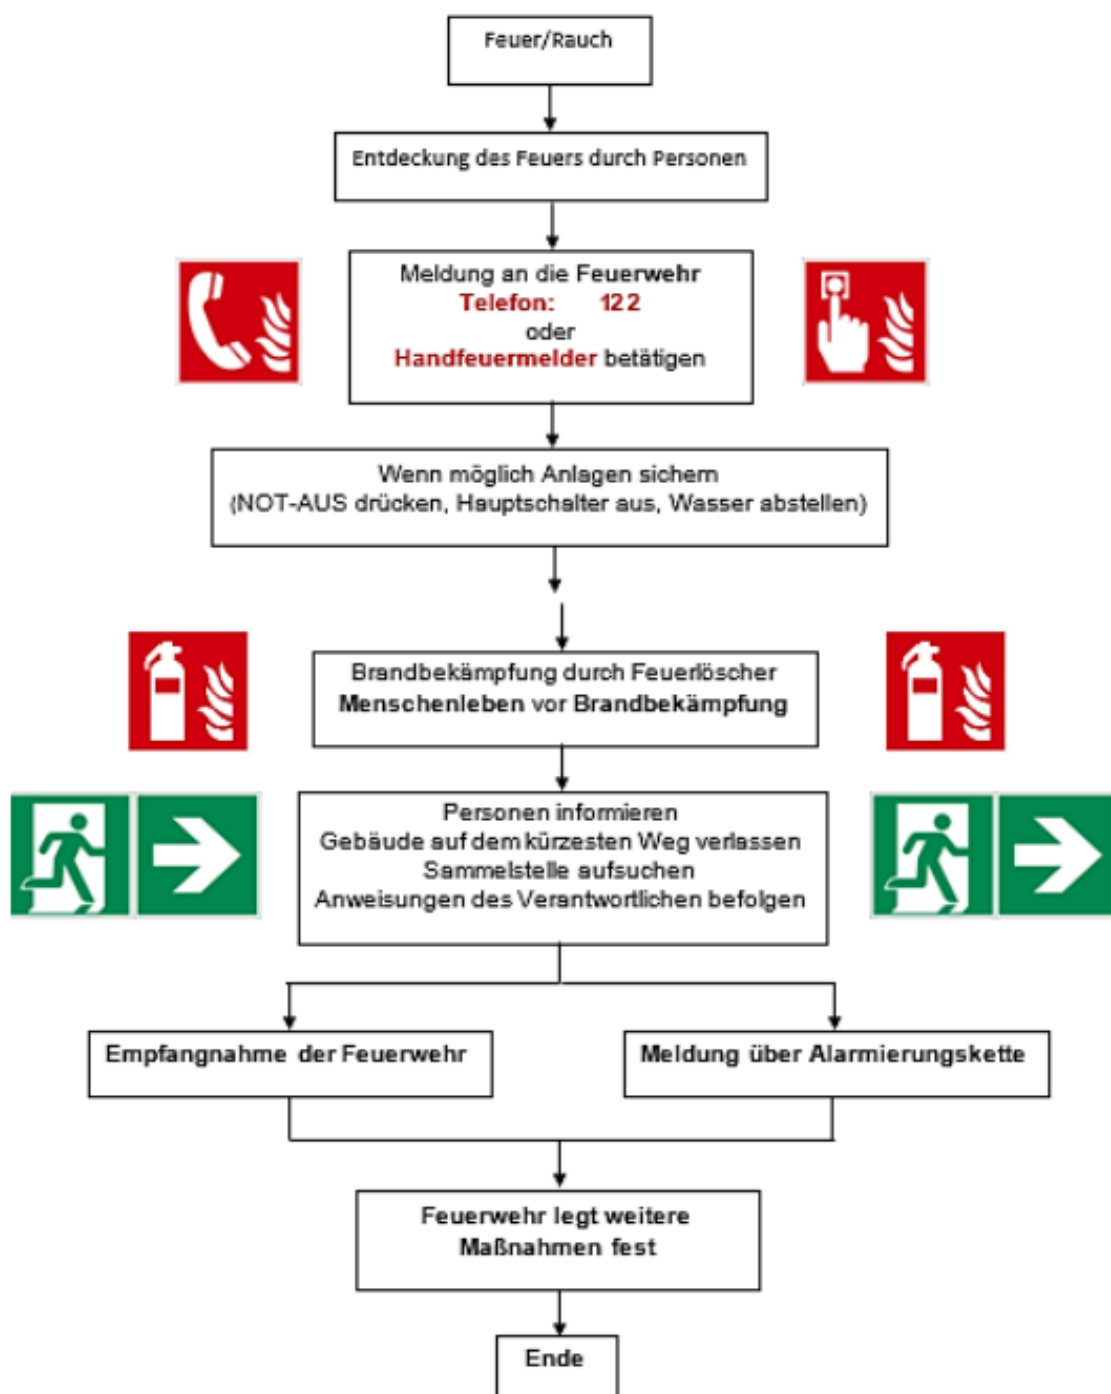 Feuer/Rauch
Entdeckung des Feuers durch Personen
Meldung an die Feuerwehr
Telefon: 122
oder
Handfeuermelder betätigen
Wenn möglich Anlagen sichern
(NOT-AUS drücken, Hauptschalter aus, Wasser abstellen)
Brandbekämpfung durch Feuerlöscher
Menschenleben vor Brandbekämpfung
Personen informieren
Gebäude auf dem kürzesten Weg verlassen
Sammelstelle aufsuchen
Anweisungen des Verantwortlichen befolgen
Empfangnahme der Feuerwehr
Meldung über Alarmierungskette
Feuerwehr legt weitere
Maßnahmen fest
Ende